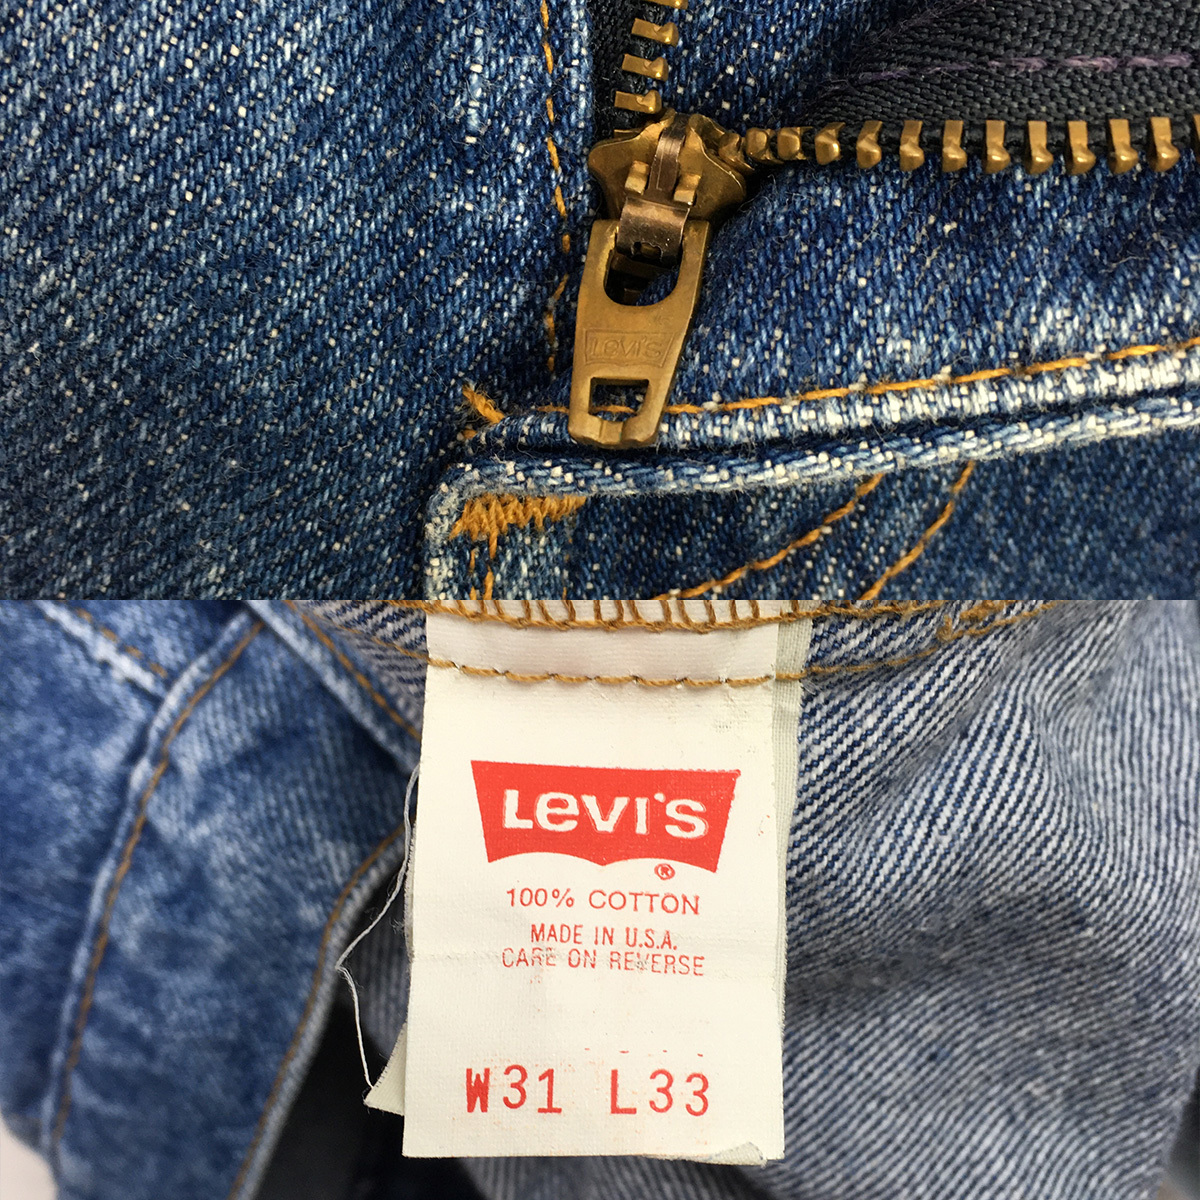 LEVI'S
LEVI'S
®
100% COTTON
MADE IN U.S.A.
CARE ON REVERSE
W31 L33